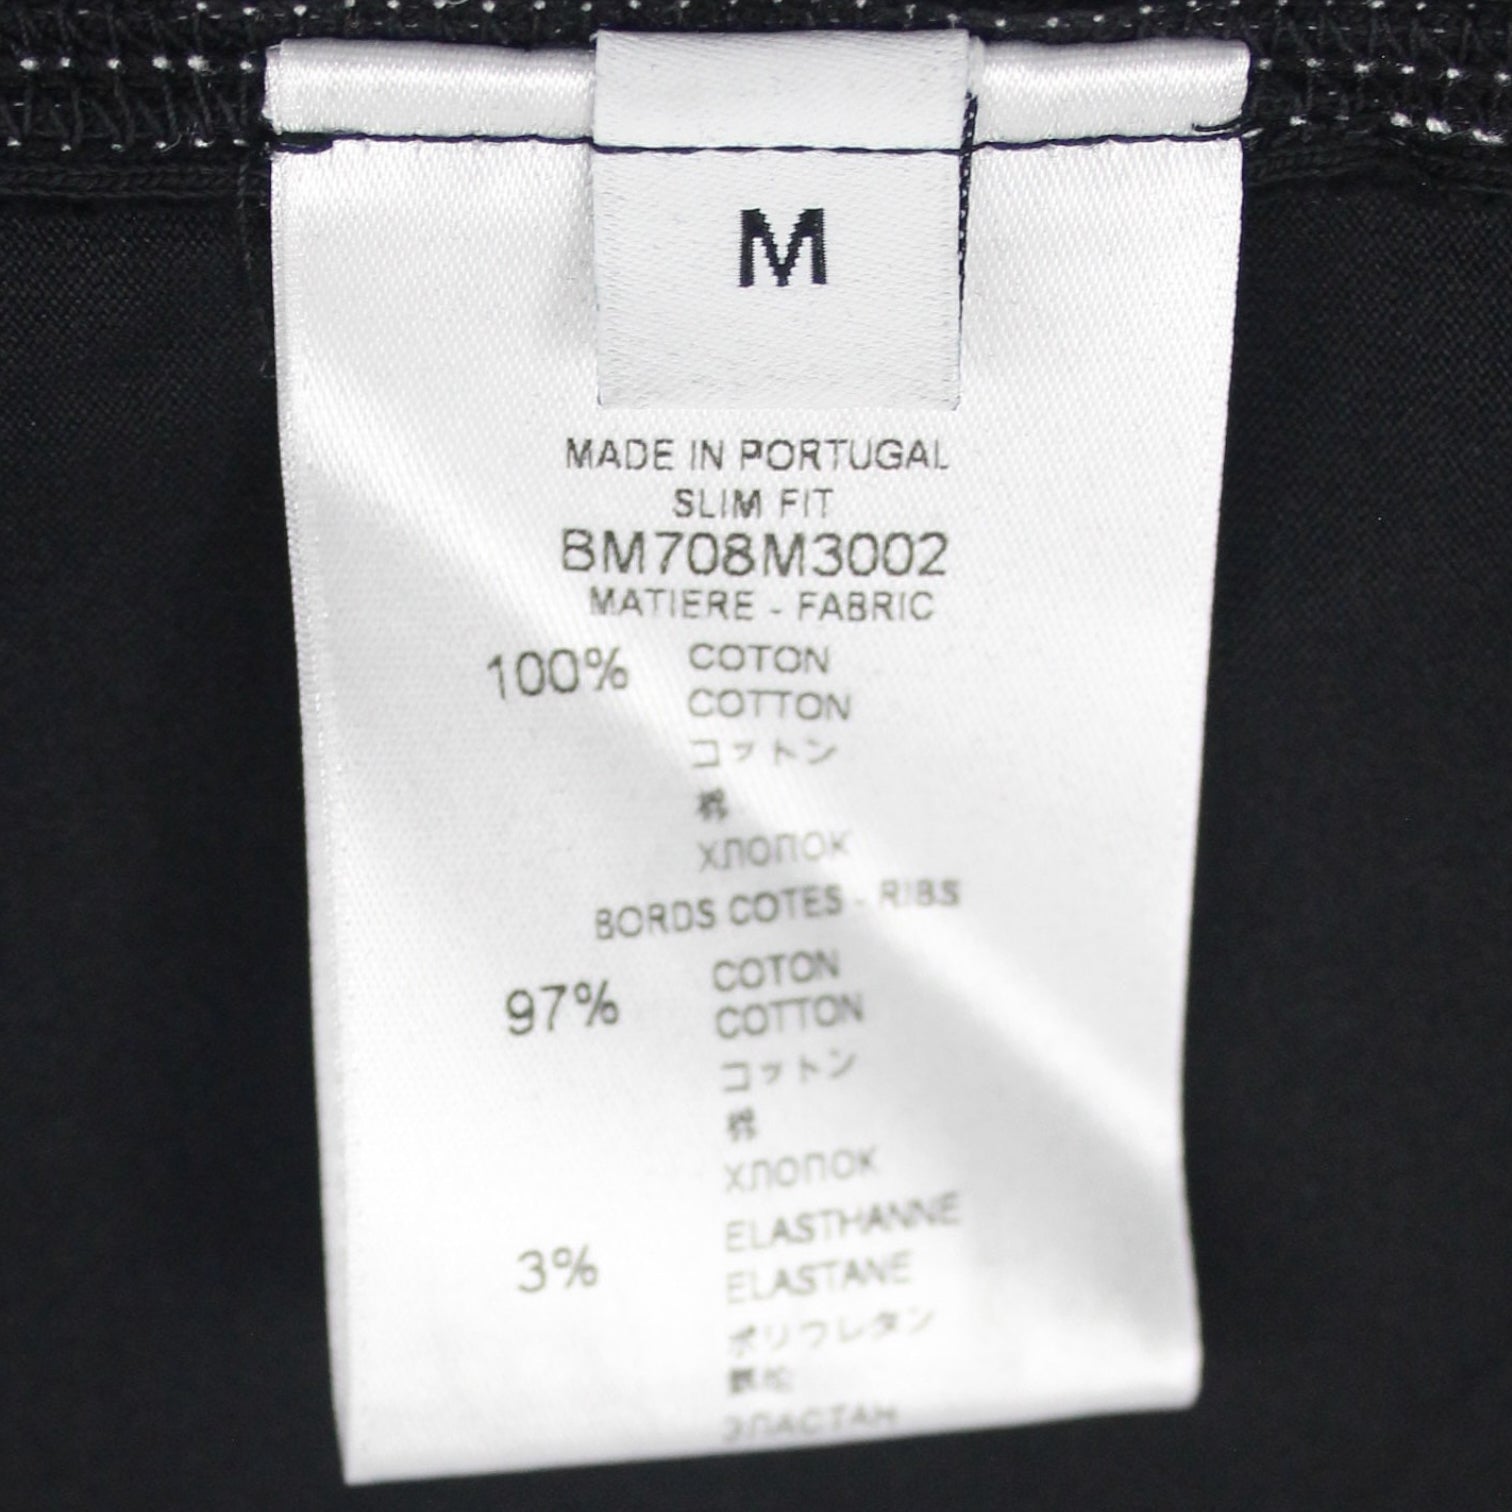 M
MADE IN PORTUGAL
SLIM FIT
BM708M3002
MATIERE - FABRIC
100% COTON
COTTON
コットン
棉
ХЛОПОК
BORDS COTES - RIBS
97% COTON
COTTON
コットン
棉
ХЛОПОК
3% ELASTHANNE
ELASTANE
ポリウレタン
ЭЛАСТАН